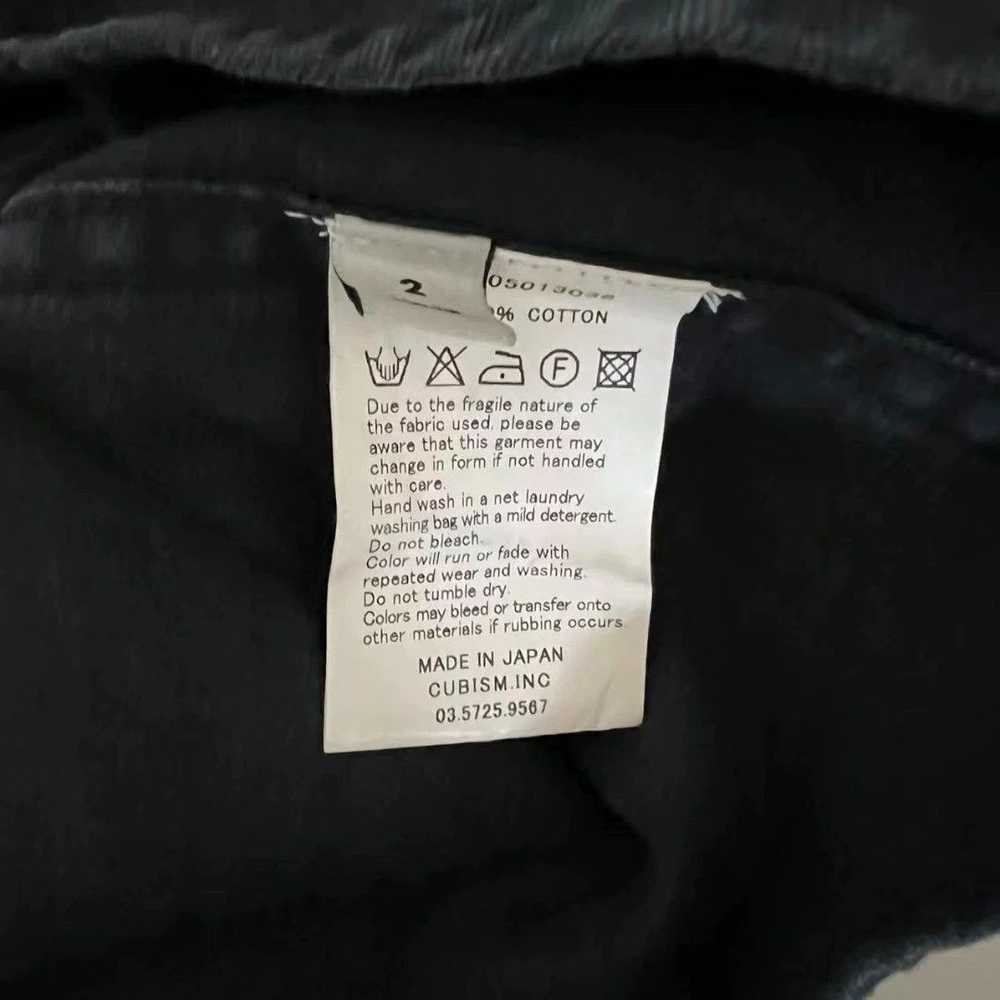 2
% COTTON
F
Due to the fragile nature of
the fabric used, please be
aware that this garment may
change in form if not handled
with care.
Hand wash in a net laundry
washing bag with a mild detergent.
Do not bleach.
Color will run or fade with
repeated wear and washing.
Do not tumble dry.
Colors may bleed or transfer onto
other materials if rubbing occurs.
MADE IN JAPAN
CUBISM.INC
03.5725.9567